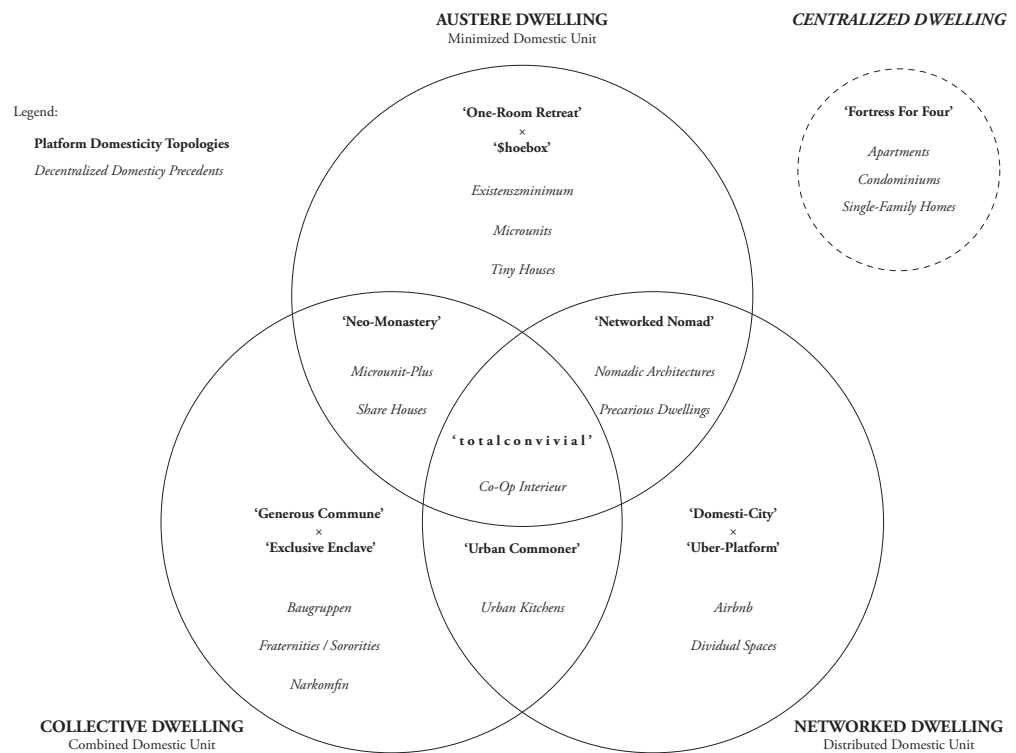 AUSTERE DWELLING
Minimized Domestic Unit
CENTRALIZED DWELLING
Legend:
Platform Domesticity Topologies
Decentralized Domesticy Precedents
‘One-Room Retreat’
×
‘$hoebox’
Existenszminimum
Microunits
Tiny Houses
‘Fortress For Four’
Apartments
Condominiums
Single-Family Homes
‘Neo-Monastery’
Microunit-Plus
Share Houses
‘Networked Nomad’
Nomadic Architectures
Precarious Dwellings
‘totalconvivial’
Co-Op Interieur
‘Generous Commune’
×
‘Exclusive Enclave’
Baugruppen
Fraternities / Sororities
Narkomfin
‘Urban Commoner’
Urban Kitchens
‘Domesti-City’
×
‘Uber-Platform’
Airbnb
Dividual Spaces
COLLECTIVE DWELLING
Combined Domestic Unit
NETWORKED DWELLING
Distributed Domestic Unit